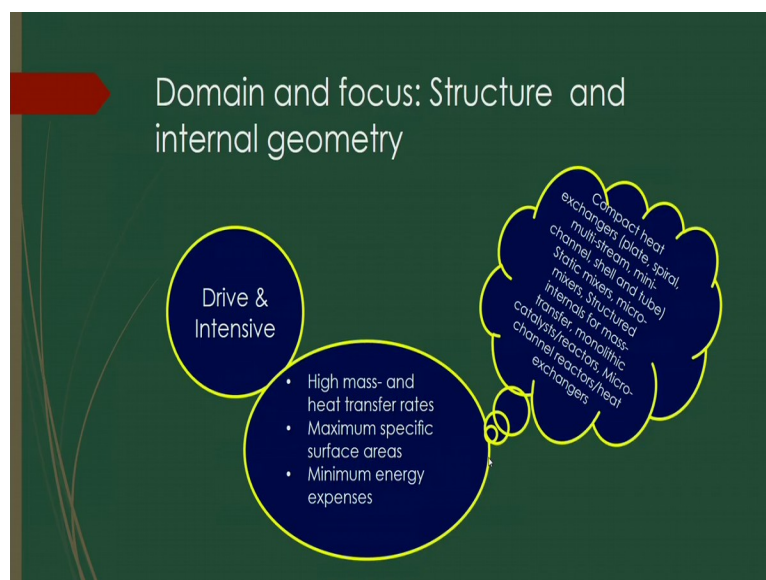 Domain and focus: Structure and
internal geometry
Drive &
Intensive
• High mass- and
heat transfer rates
• Maximum specific
surface areas
• Minimum energy
expenses
Compact heat
exchangers (plate, spiral,
multi-stream, mini-
channel, shell and tube)
Static mixers, micro-
mixers, Structured
internals for mass-
transfer, monolithic
catalysts/reactors, Micro-
channel reactors/heat
exchangers